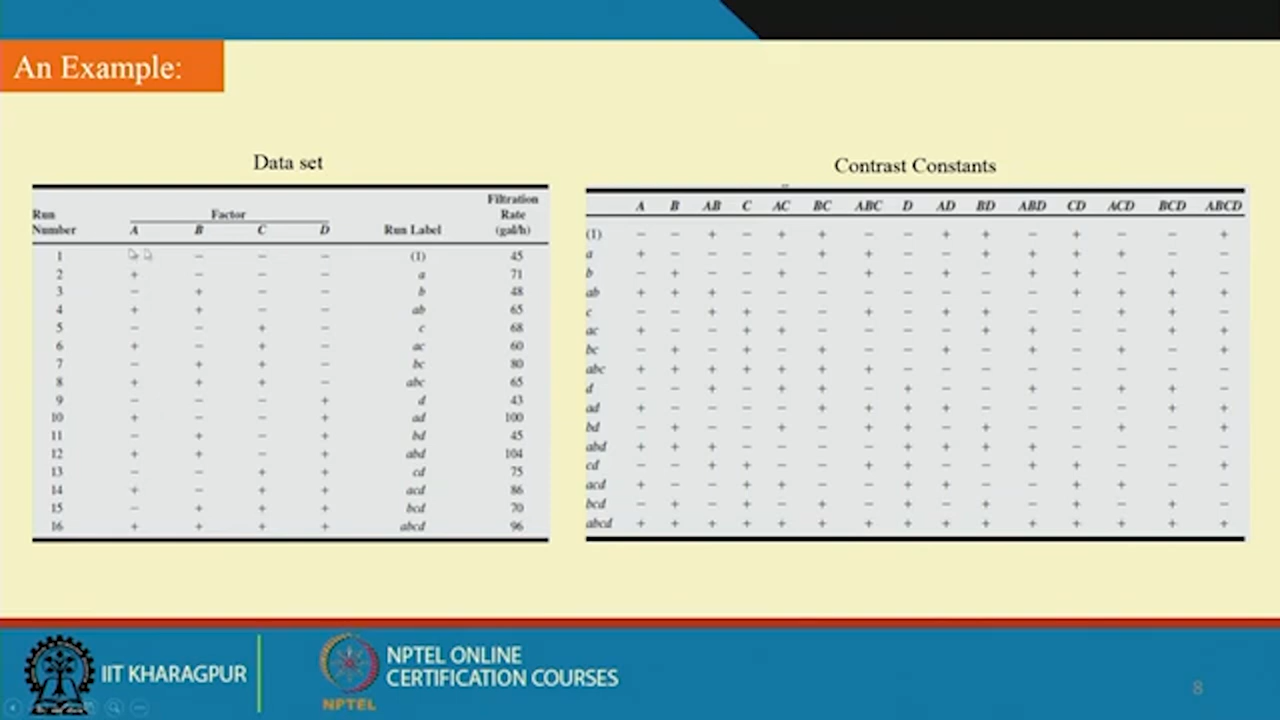 An Example:
Data set
Run Number Factor A B C D Run Label Filtration Rate (gal/h)
1 − − − (1) 45
2 + − − − a 71
3 − + − − b 48
4 + + − − ab 65
5 − − + − c 68
6 + − + − ac 60
7 − + + − bc 80
8 + + + − abc 65
9 − − − + d 43
10 + − − + ad 100
11 − + − + bd 45
12 + + − + abd 104
13 − − + + cd 75
14 + − + + acd 86
15 − + + + bcd 70
16 + + + + abcd 96
Contrast Constants
A B AB C AC BC ABC D AD BD ABD CD ACD BCD ABCD
(1) − − + − + + − − + + − + − − +
a + − − − − + + − − + + + + − −
b − + − − + − + − + − + + − + −
ab + + + − − − − − − − − + + + +
c − − + + − − + − + + − − + + −
ac + − − + + − − − − + + − − + +
bc − + − + − + − − + − + − + − +
abc + + + + + + + − − − − − − − −
d − − + − + + − + − − + − + + −
ad + − − − − + + + + − − − − + +
bd − + − − + − + + − + − − + − +
abd + + + − − − − + + + + − − − −
cd − − + + − − + + − − + + − − +
acd + − − + + − − + + − − + + − −
bcd − + − + − + − + − + − + − + −
abcd + + + + + + + + + + + + + + +
IIT KHARAGPUR
NPTEL
NPTEL ONLINE
CERTIFICATION COURSES
8